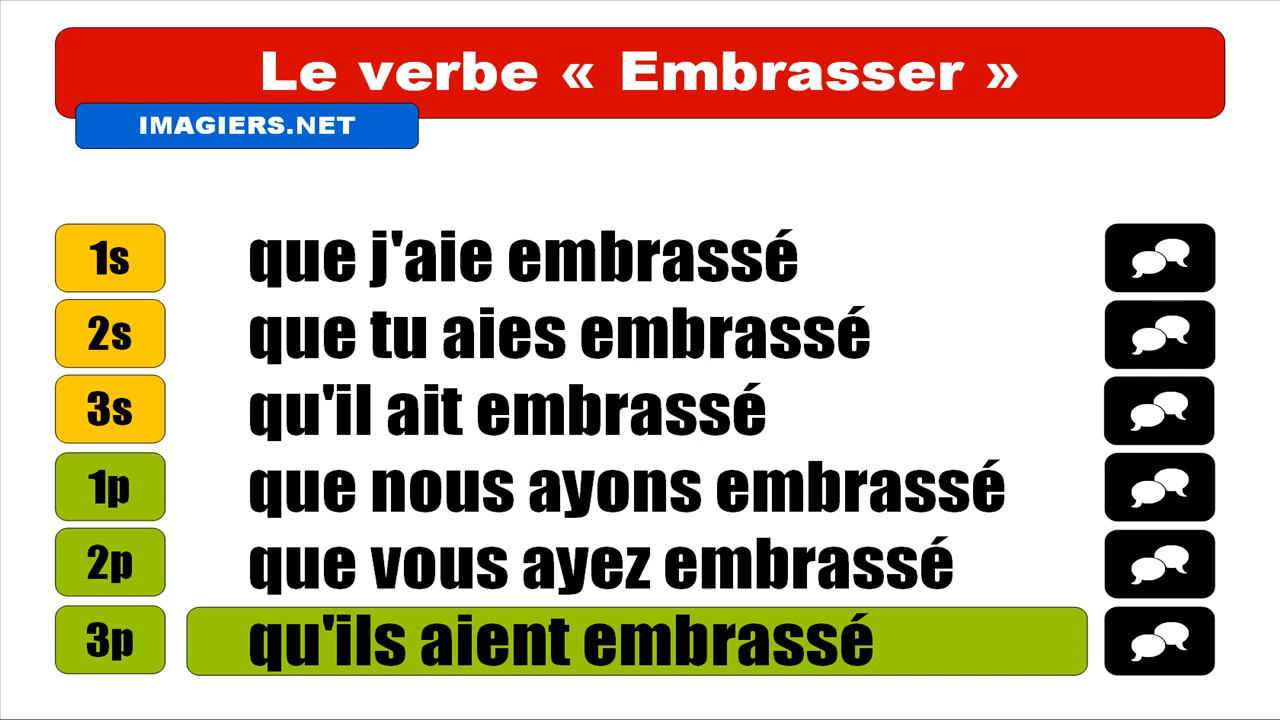 Le verbe « Embrasser »
IMAGIERS.NET
1s que j'aie embrassé
2s que tu aies embrassé
3s qu'il ait embrassé
1p que nous ayons embrassé
2p que vous ayez embrassé
3p qu'ils aient embrassé